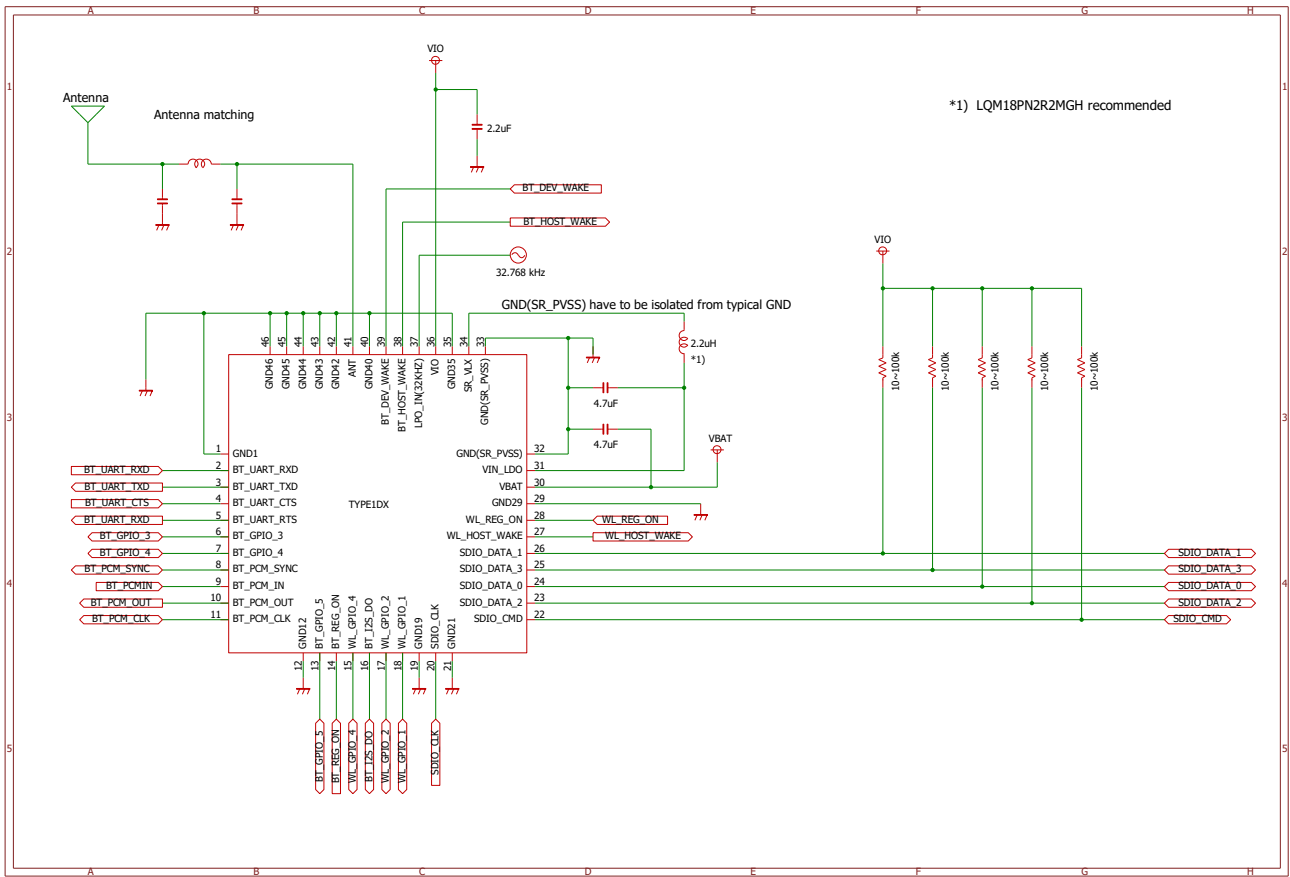 A B C D E F G H
1 1
2 2
3 3
4 4
5 5
A B C D E F G H
Antenna
Antenna matching
VIO
2.2uF
*1) LQM18PN2R2MGH recommended
BT_DEV_WAKE
BT_HOST_WAKE
32.768 kHz
GND(SR_PVSS) have to be isolated from typical GND
2.2uH
*1)
4.7uF
4.7uF
VBAT
VIO
10~100k
10~100k
10~100k
10~100k
10~100k
46 GND46
45 GND45
44 GND44
43 GND43
42 GND42
41 ANT
40 GND40
39 BT_DEV_WAKE
38 BT_HOST_WAKE
37 LPO_IN(32KHZ)
36 VIO
35 GND35
34 SR_VLX
33 GND(SR_PVSS)
TYPE1DX
1 GND1
BT_UART_RXD 2 BT_UART_RXD
BT_UART_TXD 3 BT_UART_TXD
BT_UART_CTS 4 BT_UART_CTS
BT_UART_RXD 5 BT_UART_RTS
BT_GPIO_3 6 BT_GPIO_3
BT_GPIO_4 7 BT_GPIO_4
BT_PCM_SYNC 8 BT_PCM_SYNC
BT_PCMIN 9 BT_PCM_IN
BT_PCM_OUT 10 BT_PCM_OUT
BT_PCM_CLK 11 BT_PCM_CLK
GND(SR_PVSS) 32
VIN_LDO 31
VBAT 30
GND29 29
WL_REG_ON 28 WL_REG_ON
WL_HOST_WAKE 27 WL_HOST_WAKE
SDIO_DATA_1 26 SDIO_DATA_1
SDIO_DATA_3 25 SDIO_DATA_3
SDIO_DATA_0 24 SDIO_DATA_0
SDIO_DATA_2 23 SDIO_DATA_2
SDIO_CMD 22 SDIO_CMD
GND12 12
BT_GPIO_5 13 BT_GPIO_5
BT_REG_ON 14 BT_REG_ON
WL_GPIO_4 15 WL_GPIO_4
BT_I2S_DO 16 BT_I2S_DO
WL_GPIO_2 17 WL_GPIO_2
WL_GPIO_1 18 WL_GPIO_1
GND19 19
SDIO_CLK 20 SDIO_CLK
GND21 21